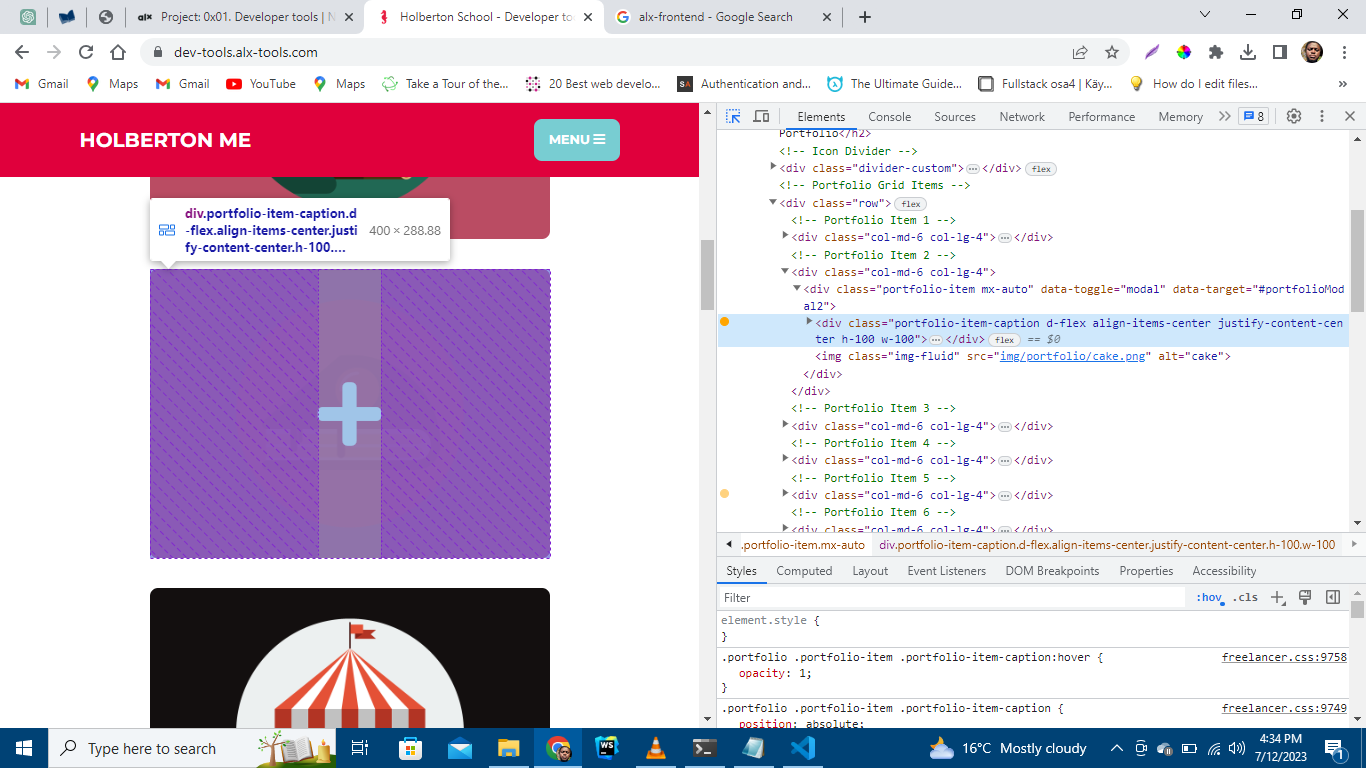 alx Project: 0x01. Developer tools | N
Holberton School - Developer to
alx-frontend - Google Search
dev-tools.alx-tools.com
Gmail Maps Gmail YouTube Maps Take a Tour of the... 20 Best web develo... SA Authentication and... The Ultimate Guide... Fullstack osa4 | Käy... How do I edit files... »
HOLBERTON ME
MENU
div.portfolio-item-caption.d
-flex.align-items-center.justi
fy-content-center.h-100....
400 × 288.88
Elements Console Sources Network Performance Memory » 8
Portfolio</h2>
<!-- Icon Divider -->
<div class="divider-custom">…</div> flex
<!-- Portfolio Grid Items -->
<div class="row"> flex
<!-- Portfolio Item 1 -->
<div class="col-md-6 col-lg-4">…</div>
<!-- Portfolio Item 2 -->
<div class="col-md-6 col-lg-4">
<div class="portfolio-item mx-auto" data-toggle="modal" data-target="#portfolioMod
al2">
<div class="portfolio-item-caption d-flex align-items-center justify-content-cen
ter h-100 w-100">…</div> flex == $0
<img class="img-fluid" src="img/portfolio/cake.png" alt="cake">
</div>
</div>
<!-- Portfolio Item 3 -->
<div class="col-md-6 col-lg-4">…</div>
<!-- Portfolio Item 4 -->
<div class="col-md-6 col-lg-4">…</div>
<!-- Portfolio Item 5 -->
<div class="col-md-6 col-lg-4">…</div>
<!-- Portfolio Item 6 -->
<div class="col-md-6 col-lg-4">…</div>
.portfolio-item.mx-auto div.portfolio-item-caption.d-flex.align-items-center.justify-content-center.h-100.w-100
Styles Computed Layout Event Listeners DOM Breakpoints Properties Accessibility
Filter :hov .cls
element.style {
}
.portfolio .portfolio-item .portfolio-item-caption:hover { freelancer.css:9758
opacity: 1;
}
.portfolio .portfolio-item .portfolio-item-caption { freelancer.css:9749
position: absolute;
Type here to search
WS
16°C Mostly cloudy
4:34 PM
7/12/2023
1